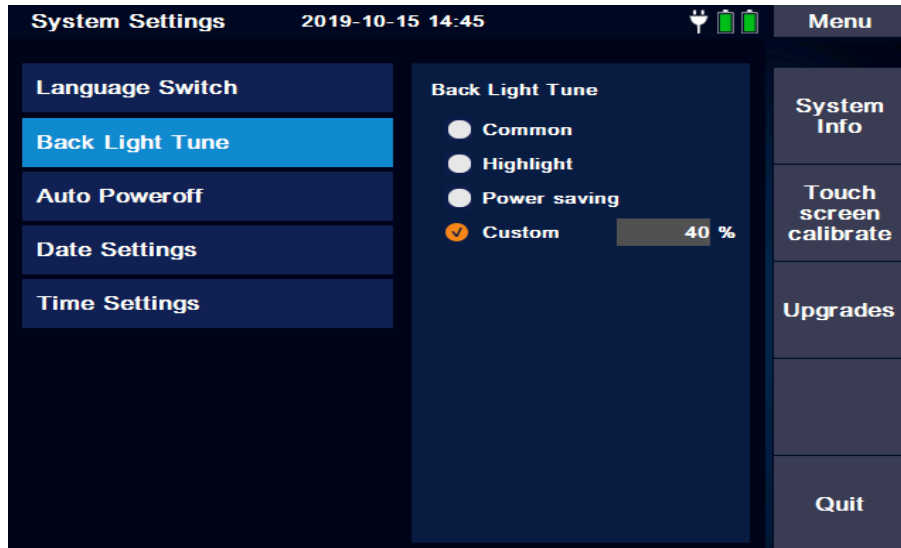 System Settings 2019-10-15 14:45 Menu
Language Switch
Back Light Tune
Auto Poweroff
Date Settings
Time Settings
Back Light Tune
Common
Highlight
Power saving
Custom 40 %
System
Info
Touch
screen
calibrate
Upgrades
Quit